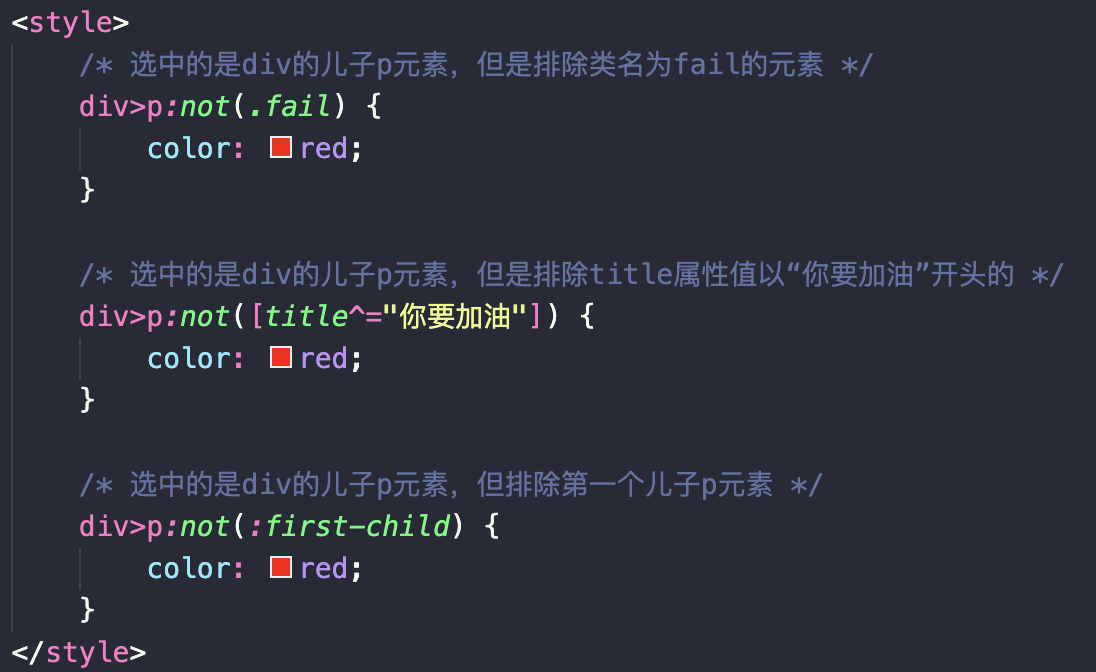 <style>
/* 选中的是div的儿子p元素，但是排除类名为fail的元素 */
div>p:not(.fail) {
color: red;
}
/* 选中的是div的儿子p元素，但是排除title属性值以“你要加油”开头的 */
div>p:not([title^="你要加油"]) {
color: red;
}
/* 选中的是div的儿子p元素，但排除第一个儿子p元素 */
div>p:not(:first-child) {
color: red;
}
</style>